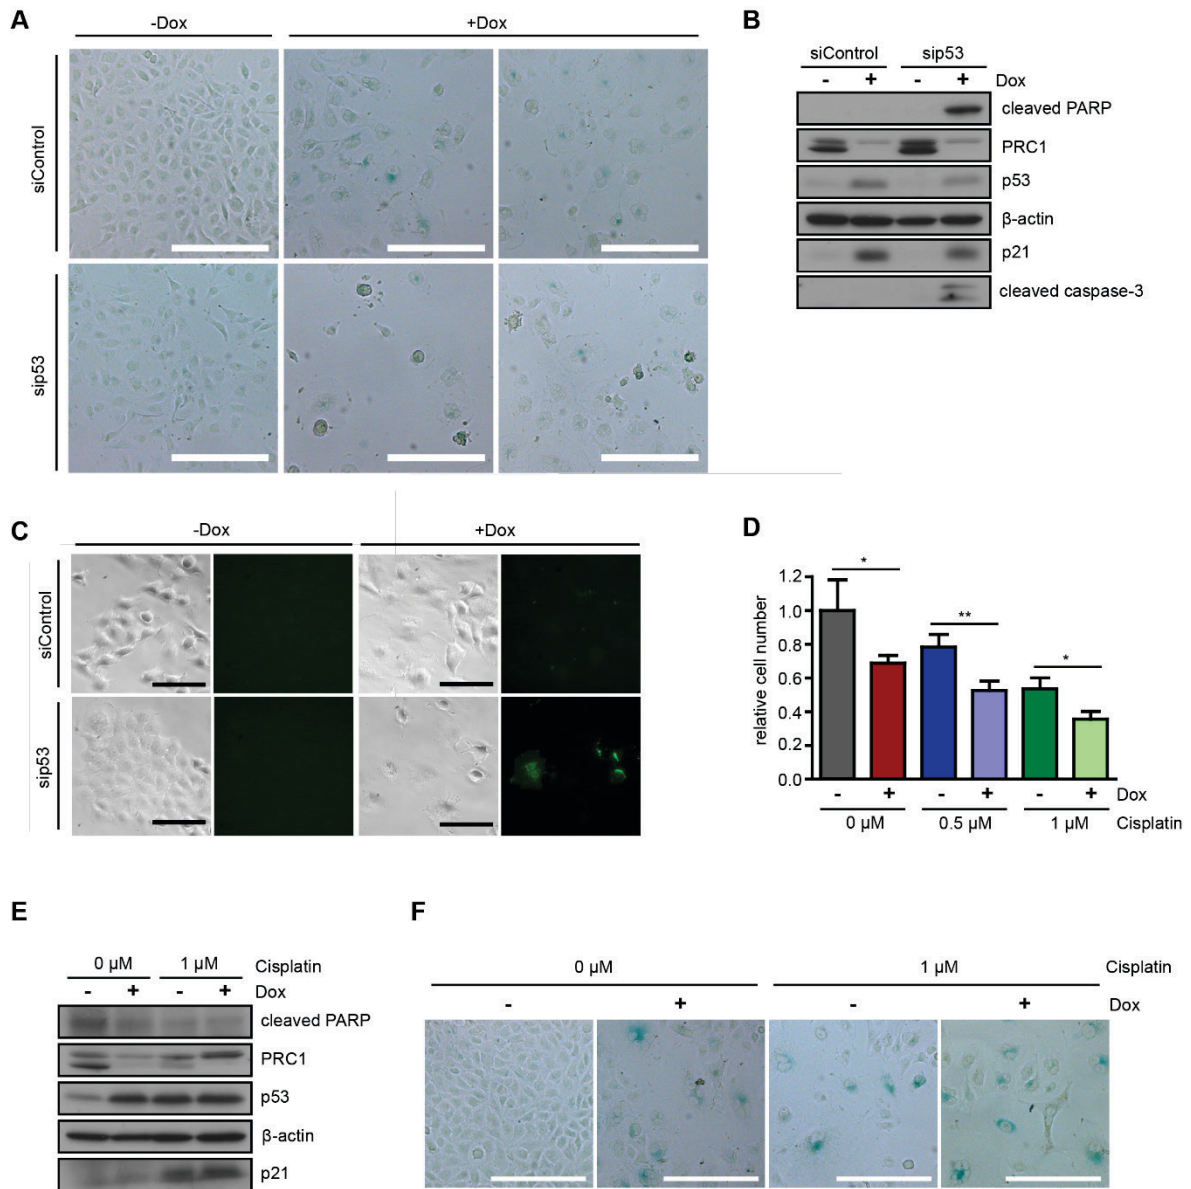 A
-Dox
+Dox
siControl
sip53
B
siControl sip53
- + - + Dox
cleaved PARP
PRC1
p53
β-actin
p21
cleaved caspase-3
C
-Dox
+Dox
siControl
sip53
D
relative cell number
1.2
1.0
0.8
0.6
0.4
0.2
0.0
*
**
*
- + - + - + Dox
0 μM 0.5 μM 1 μM Cisplatin
E
0 μM 1 μM Cisplatin
- + - + Dox
cleaved PARP
PRC1
p53
β-actin
p21
F
0 μM 1 μM Cisplatin
- + - + Dox